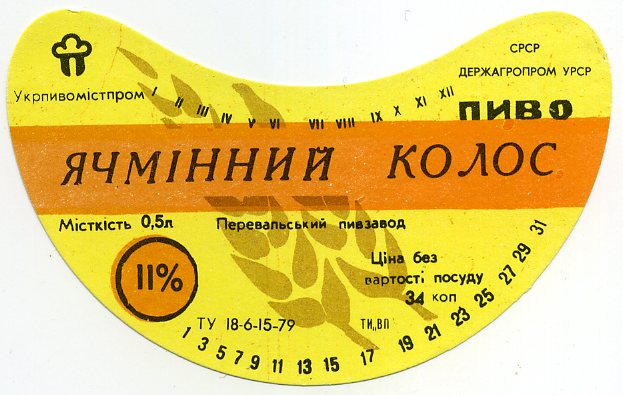 СРСР
ДЕРЖАГРОПРОМ УРСР
Укрпивомістпром
I II III IV V VI VII VIII IX X XI XII
ПИВО
ЯЧМІННИЙ КОЛОС
Місткість 0,5л
Перевальський пивзавод
Ціна без
вартості посуду
34 коп
11%
ТУ 18-6-15-79
ТИ„ВП
1 3 5 7 9 11 13 15 17 19 21 23 25 27 29 31